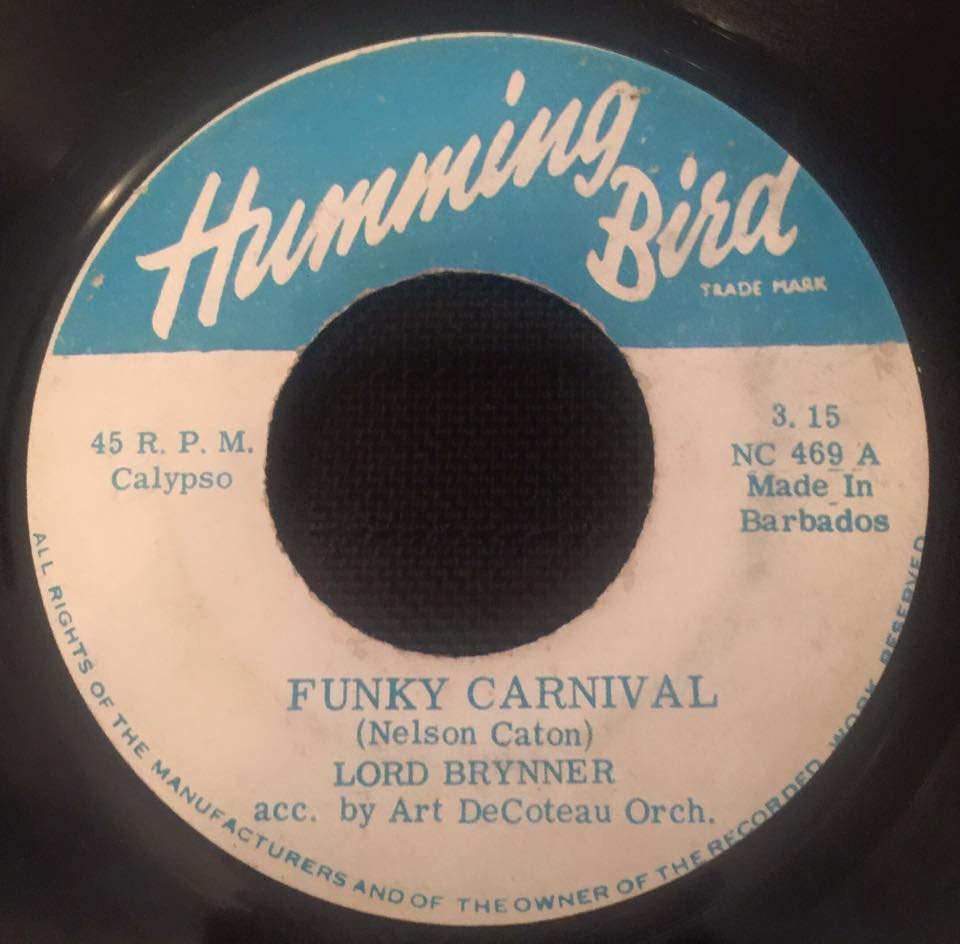 Humming
Bird
TRADE MARK
45 R. P. M.
Calypso
3. 15
NC 469 A
Made In
Barbados
FUNKY CARNIVAL
(Nelson Caton)
LORD BRYNNER
acc. by Art DeCoteau Orch.
ALL RIGHTS OF THE MANUFACTURERS AND OF THE OWNER OF THE RECORDED WORK RESERVED